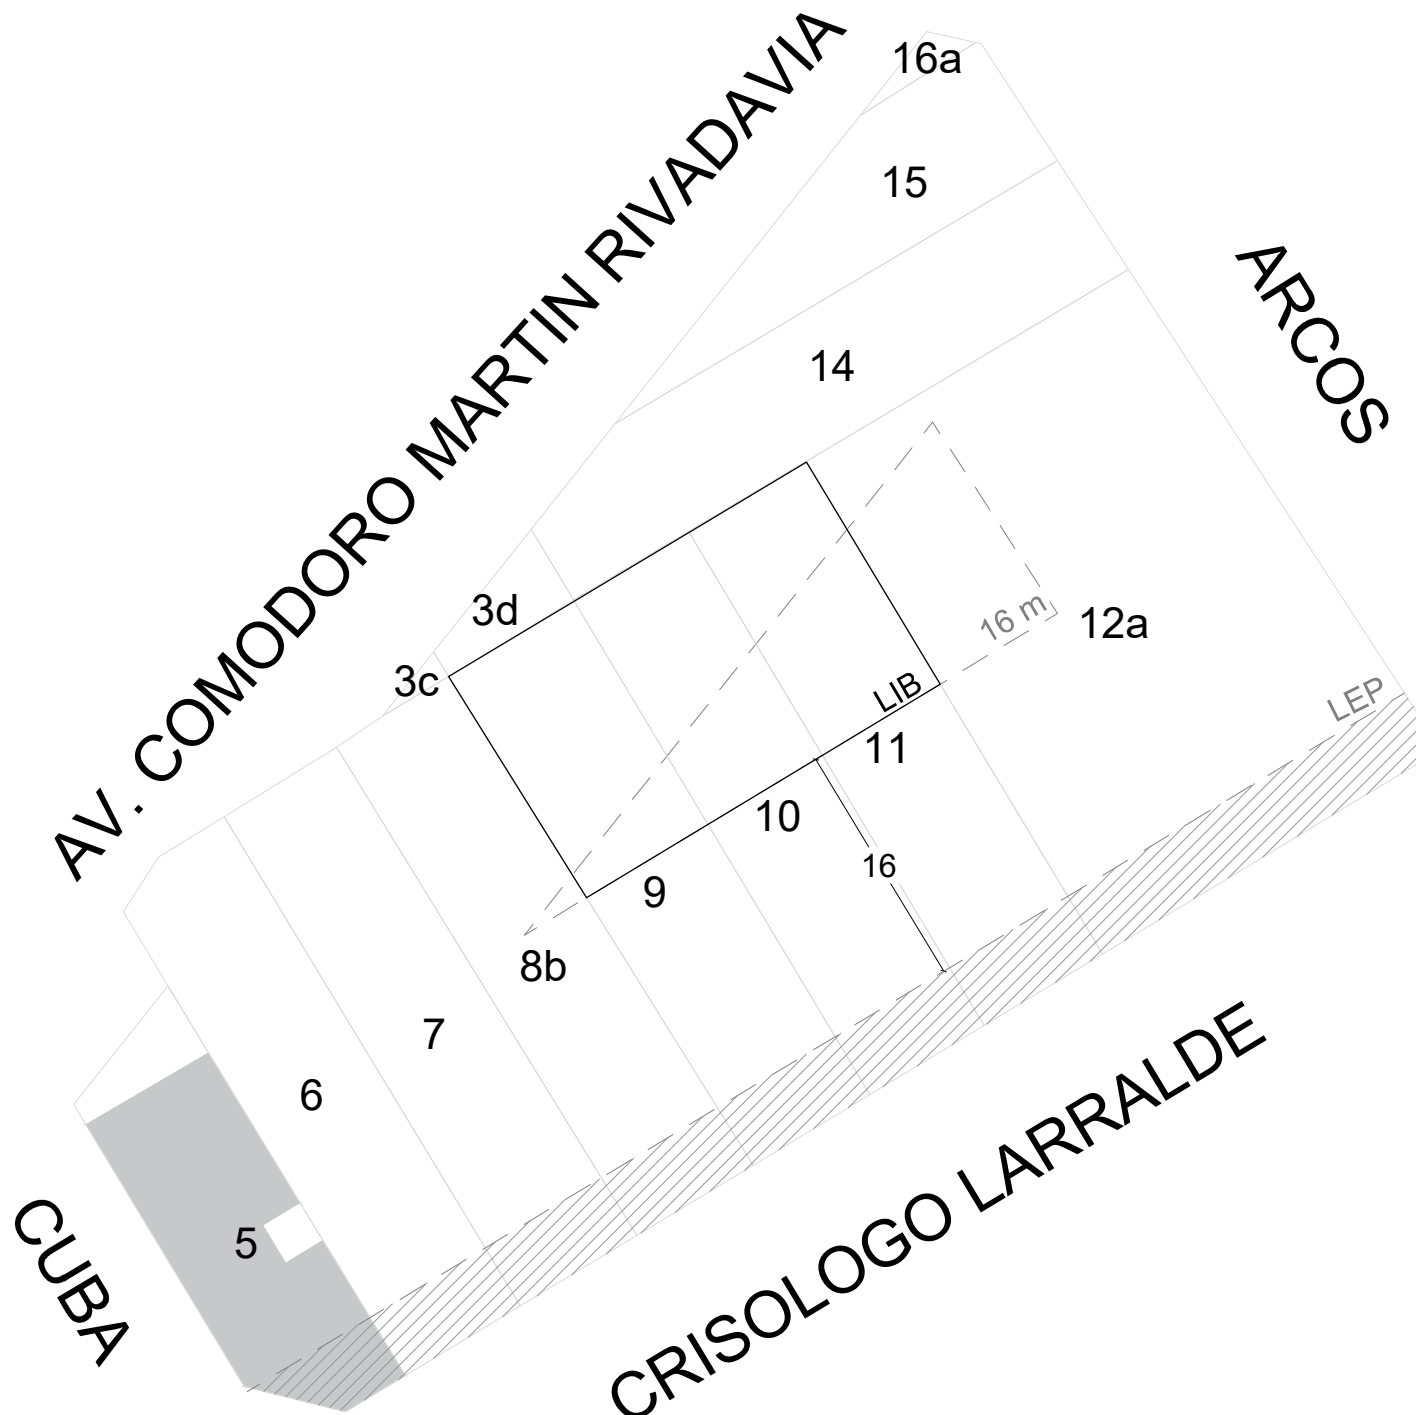 AV. COMODORO MARTIN RIVADAVIA
16a
15
ARCOS
14
3d
16 m
12a
3c
LIB
LEP
11
10
16
9
8b
7
6
5
CUBA
CRISOLOGO LARRALDE